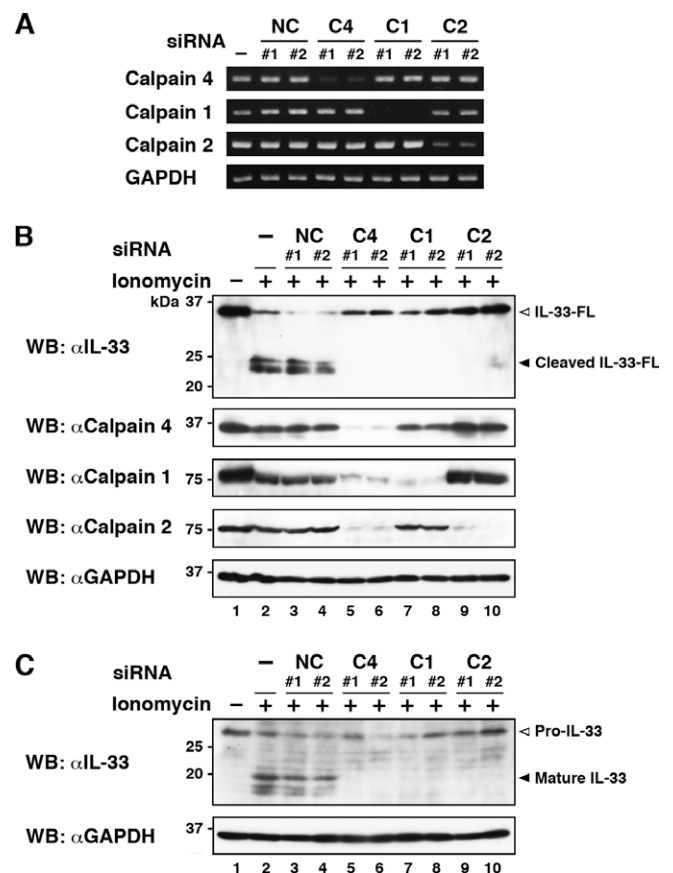 A
NC C4 C1 C2
siRNA
– #1 #2 #1 #2 #1 #2 #1 #2
Calpain 4
Calpain 1
Calpain 2
GAPDH
B
– NC C4 C1 C2
siRNA
#1 #2 #1 #2 #1 #2 #1 #2
Ionomycin – + + + + + + + + +
kDa 37
IL-33-FL
WB: αIL-33
25
Cleaved IL-33-FL
20
WB: αCalpain 4 37
WB: αCalpain 1 75
WB: αCalpain 2 75
WB: αGAPDH 37
1 2 3 4 5 6 7 8 9 10
C
– NC C4 C1 C2
siRNA
#1 #2 #1 #2 #1 #2 #1 #2
Ionomycin – + + + + + + + + +
Pro-IL-33
25
WB: αIL-33
20
Mature IL-33
WB: αGAPDH 37
1 2 3 4 5 6 7 8 9 10